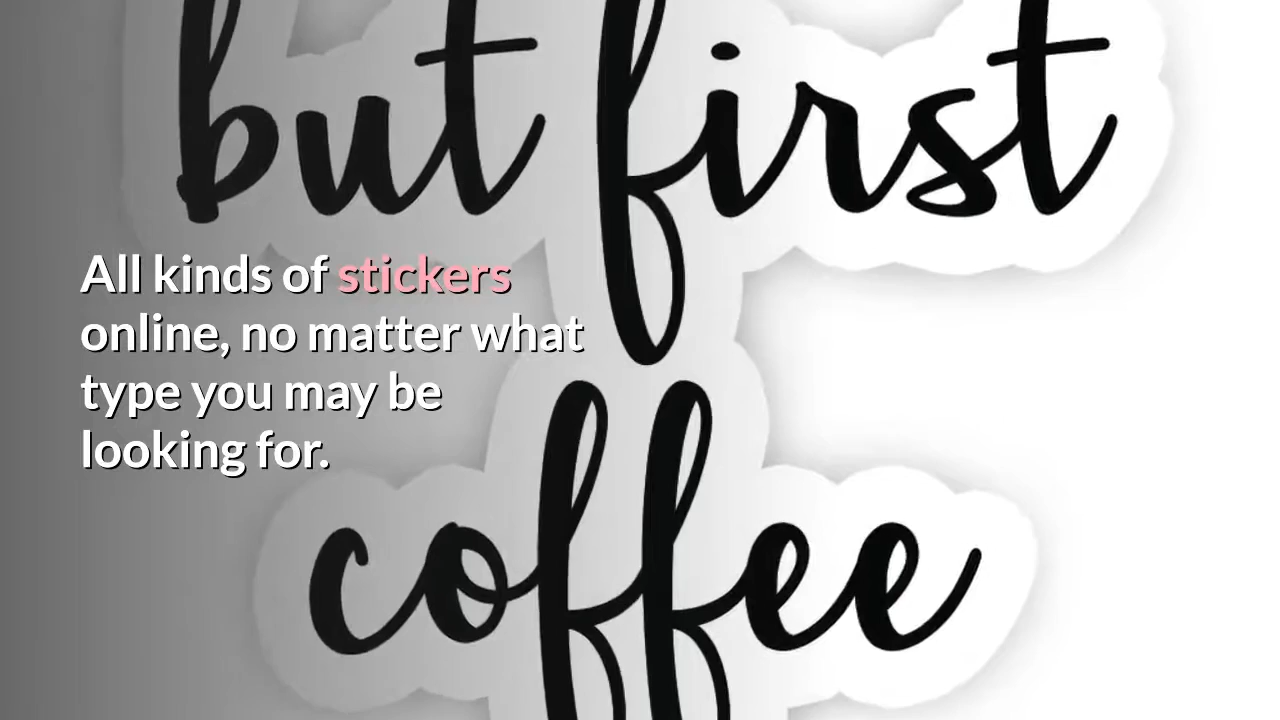 but first
All kinds of stickers
online, no matter what
type you may be
looking for.
coffee